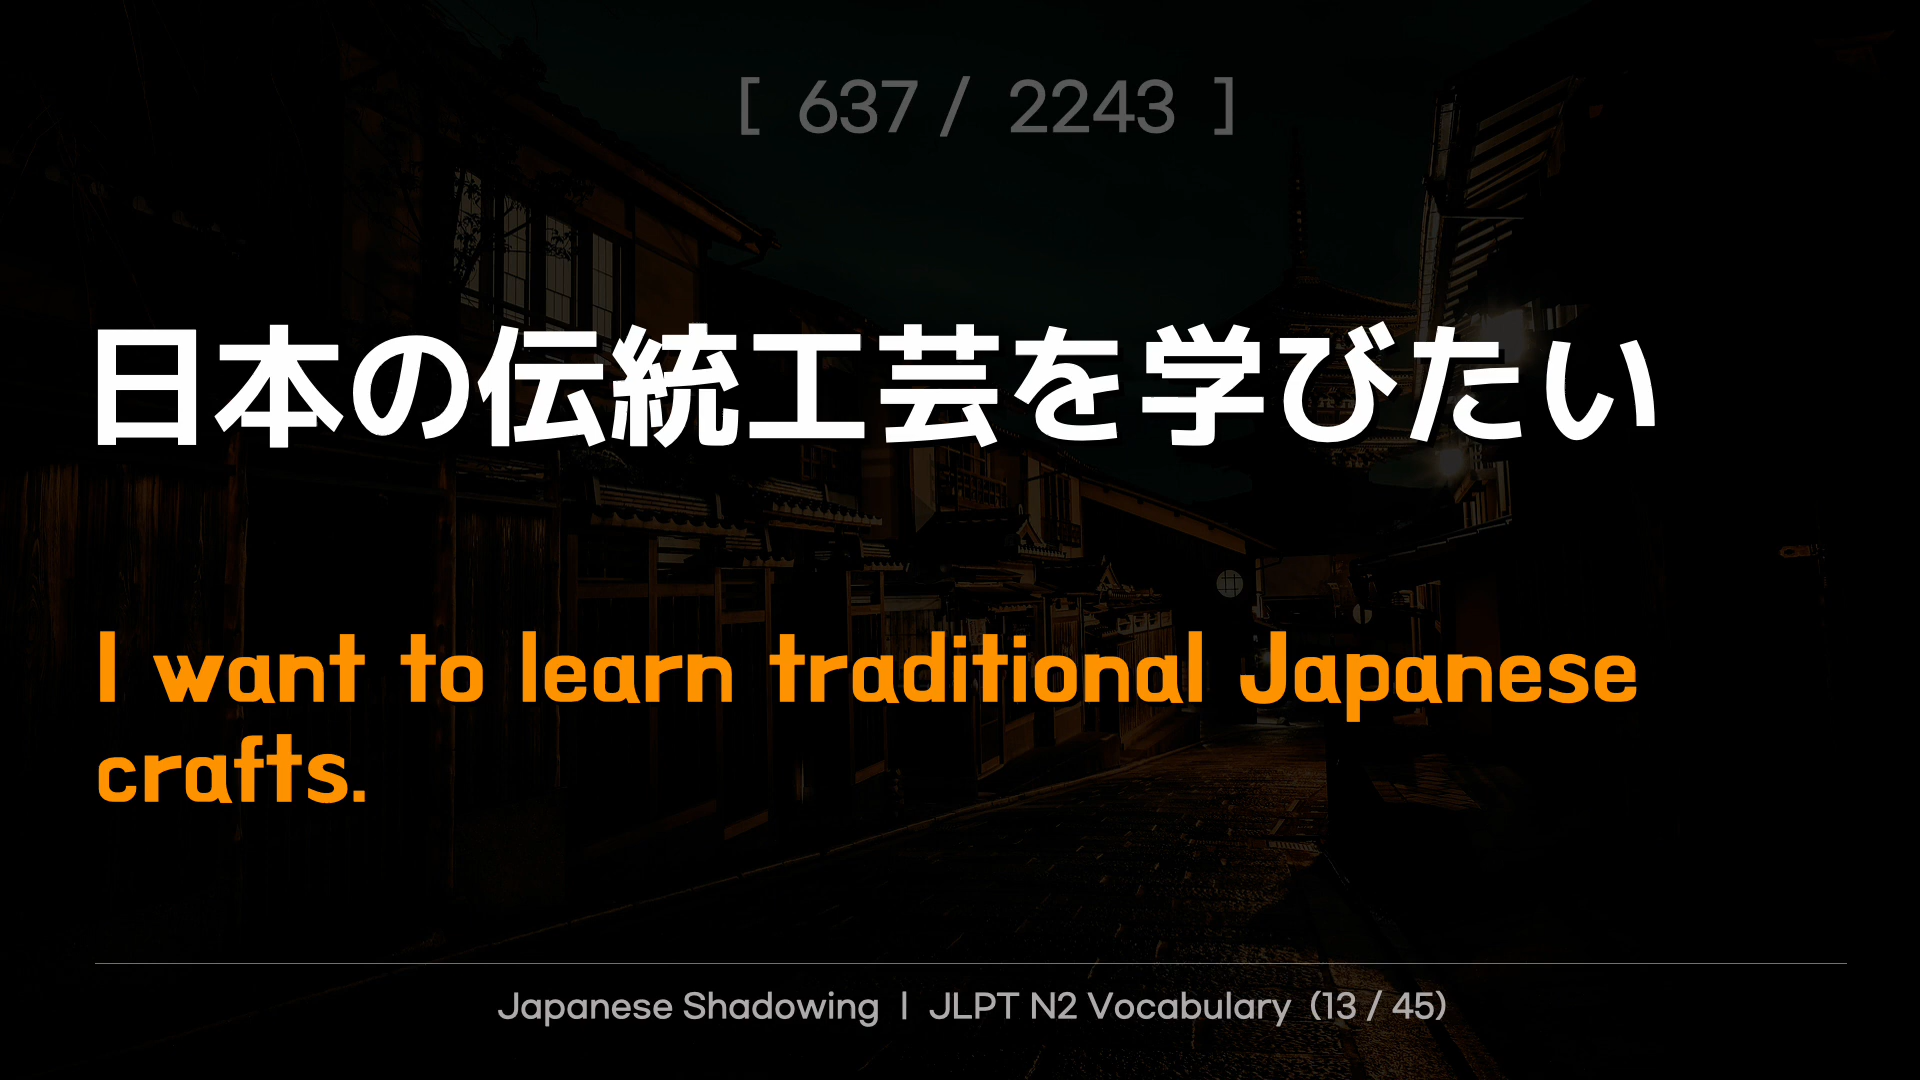 [ 637 / 2243 ]
日本の伝統工芸を学びたい
I want to learn traditional Japanese
crafts.
Japanese Shadowing | JLPT N2 Vocabulary (13 / 45)